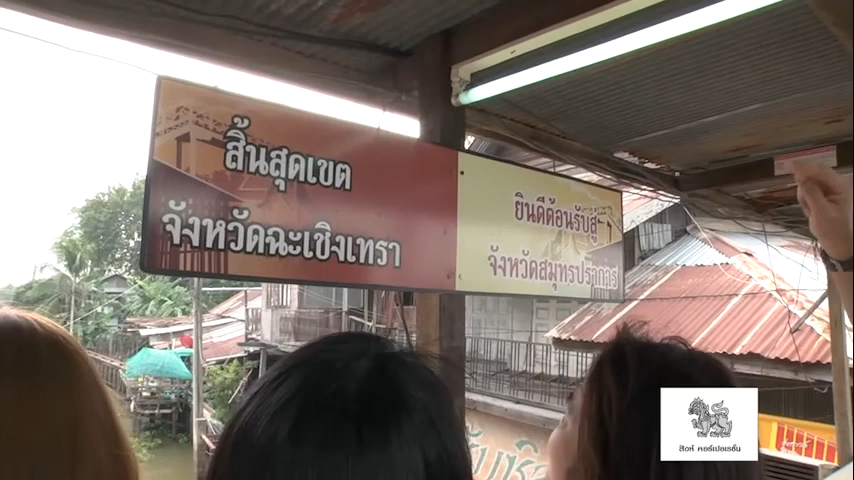 สิ้นสุดเขต
จังหวัดฉะเชิงเทรา
ยินดีต้อนรับสู่
จังหวัดสมุทรปราการ
สิงห์ คอร์เปอเรชั่น